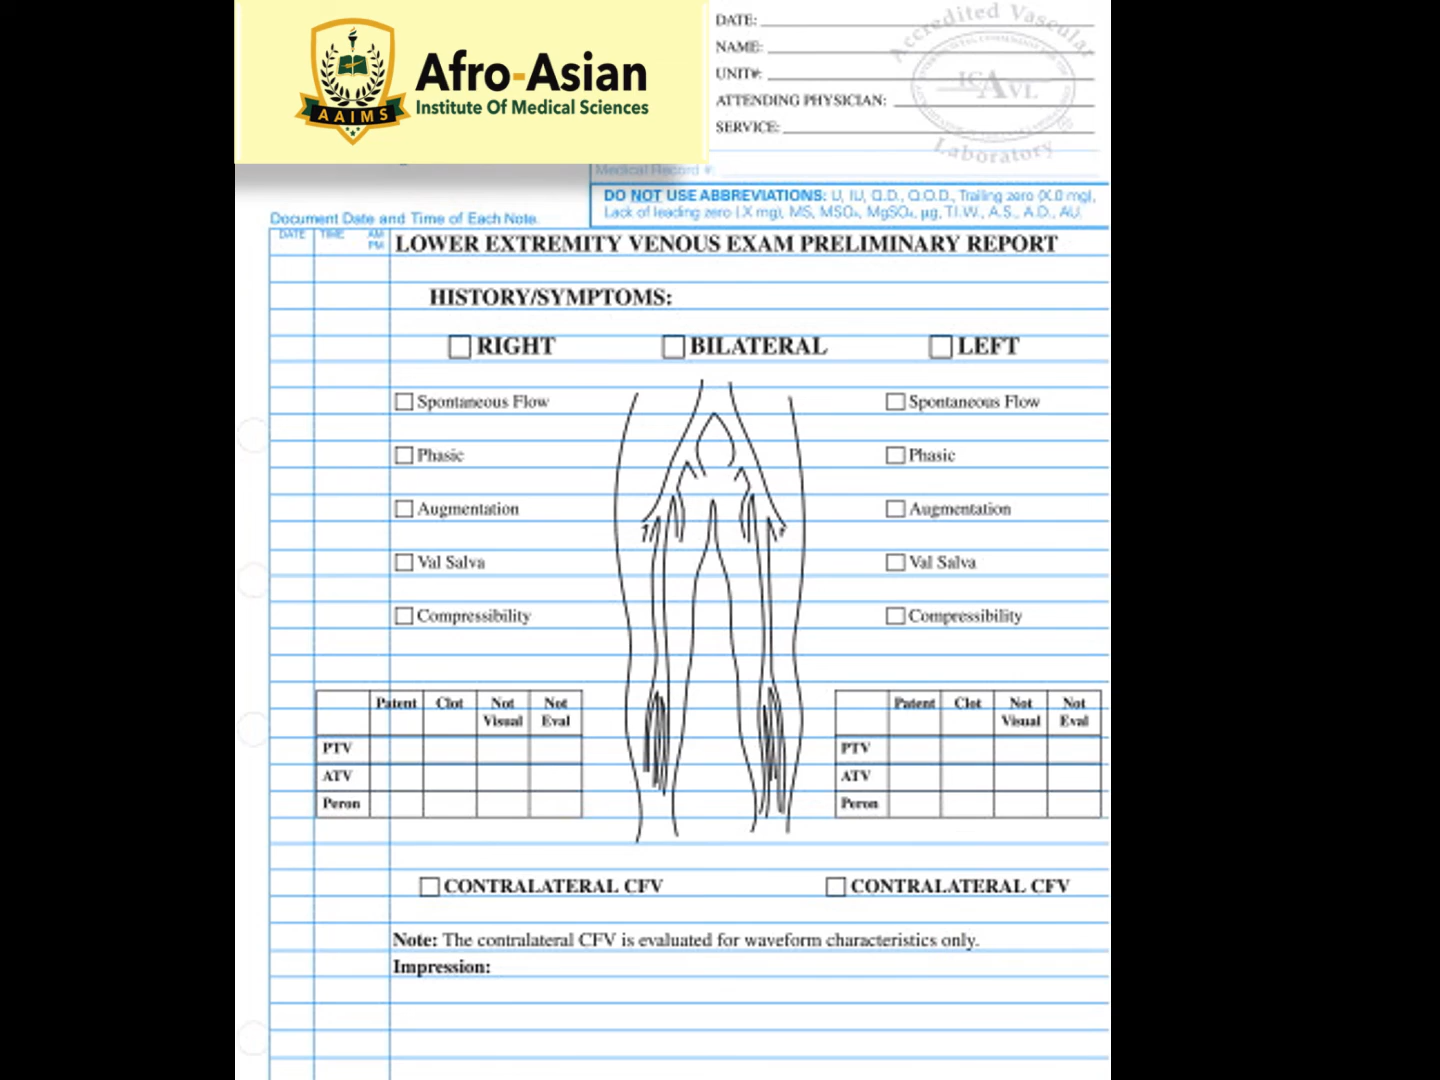 AAIMS
Afro-Asian
Institute Of Medical Sciences
DATE:
NAME:
UNIT#:
ATTENDING PHYSICIAN:
SERVICE:
Accredited Vascular
ICAVL
Laboratory
Medical Record #:
DO NOT USE ABBREVIATIONS: U, IU, Q.D., Q.O.D., Trailing zero (X.0 mg),
Lack of leading zero (.X mg), MS, MSO₄, MgSO₄, µg, T.I.W., A.S., A.D., AU.
Document Date and Time of Each Note.
DATE TIME AM
PM
LOWER EXTREMITY VENOUS EXAM PRELIMINARY REPORT
HISTORY/SYMPTOMS:
RIGHT BILATERAL LEFT
Spontaneous Flow Spontaneous Flow
Phasic Phasic
Augmentation Augmentation
Val Salva Val Salva
Compressibility Compressibility
Patent Clot Not Visual Not Eval
PTV
ATV
Peron
Patent Clot Not Visual Not Eval
PTV
ATV
Peron
CONTRALATERAL CFV CONTRALATERAL CFV
Note: The contralateral CFV is evaluated for waveform characteristics only.
Impression: